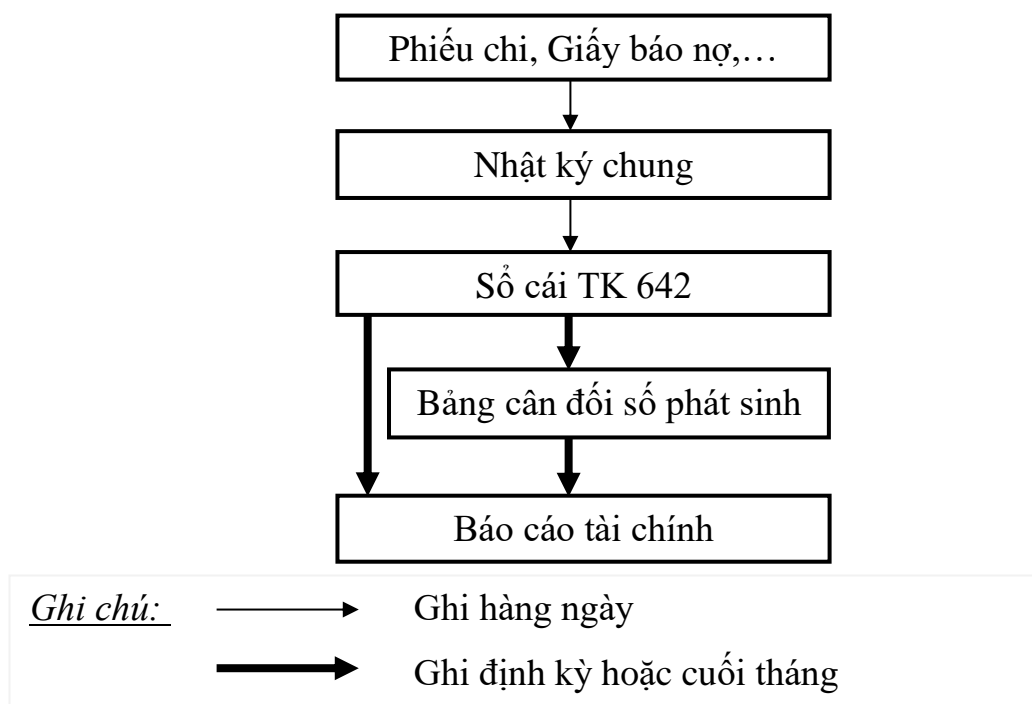 Phiếu chi, Giấy báo nợ,…
Nhật ký chung
Sổ cái TK 642
Bảng cân đối số phát sinh
Báo cáo tài chính
Ghi chú:
Ghi hàng ngày
Ghi định kỳ hoặc cuối tháng